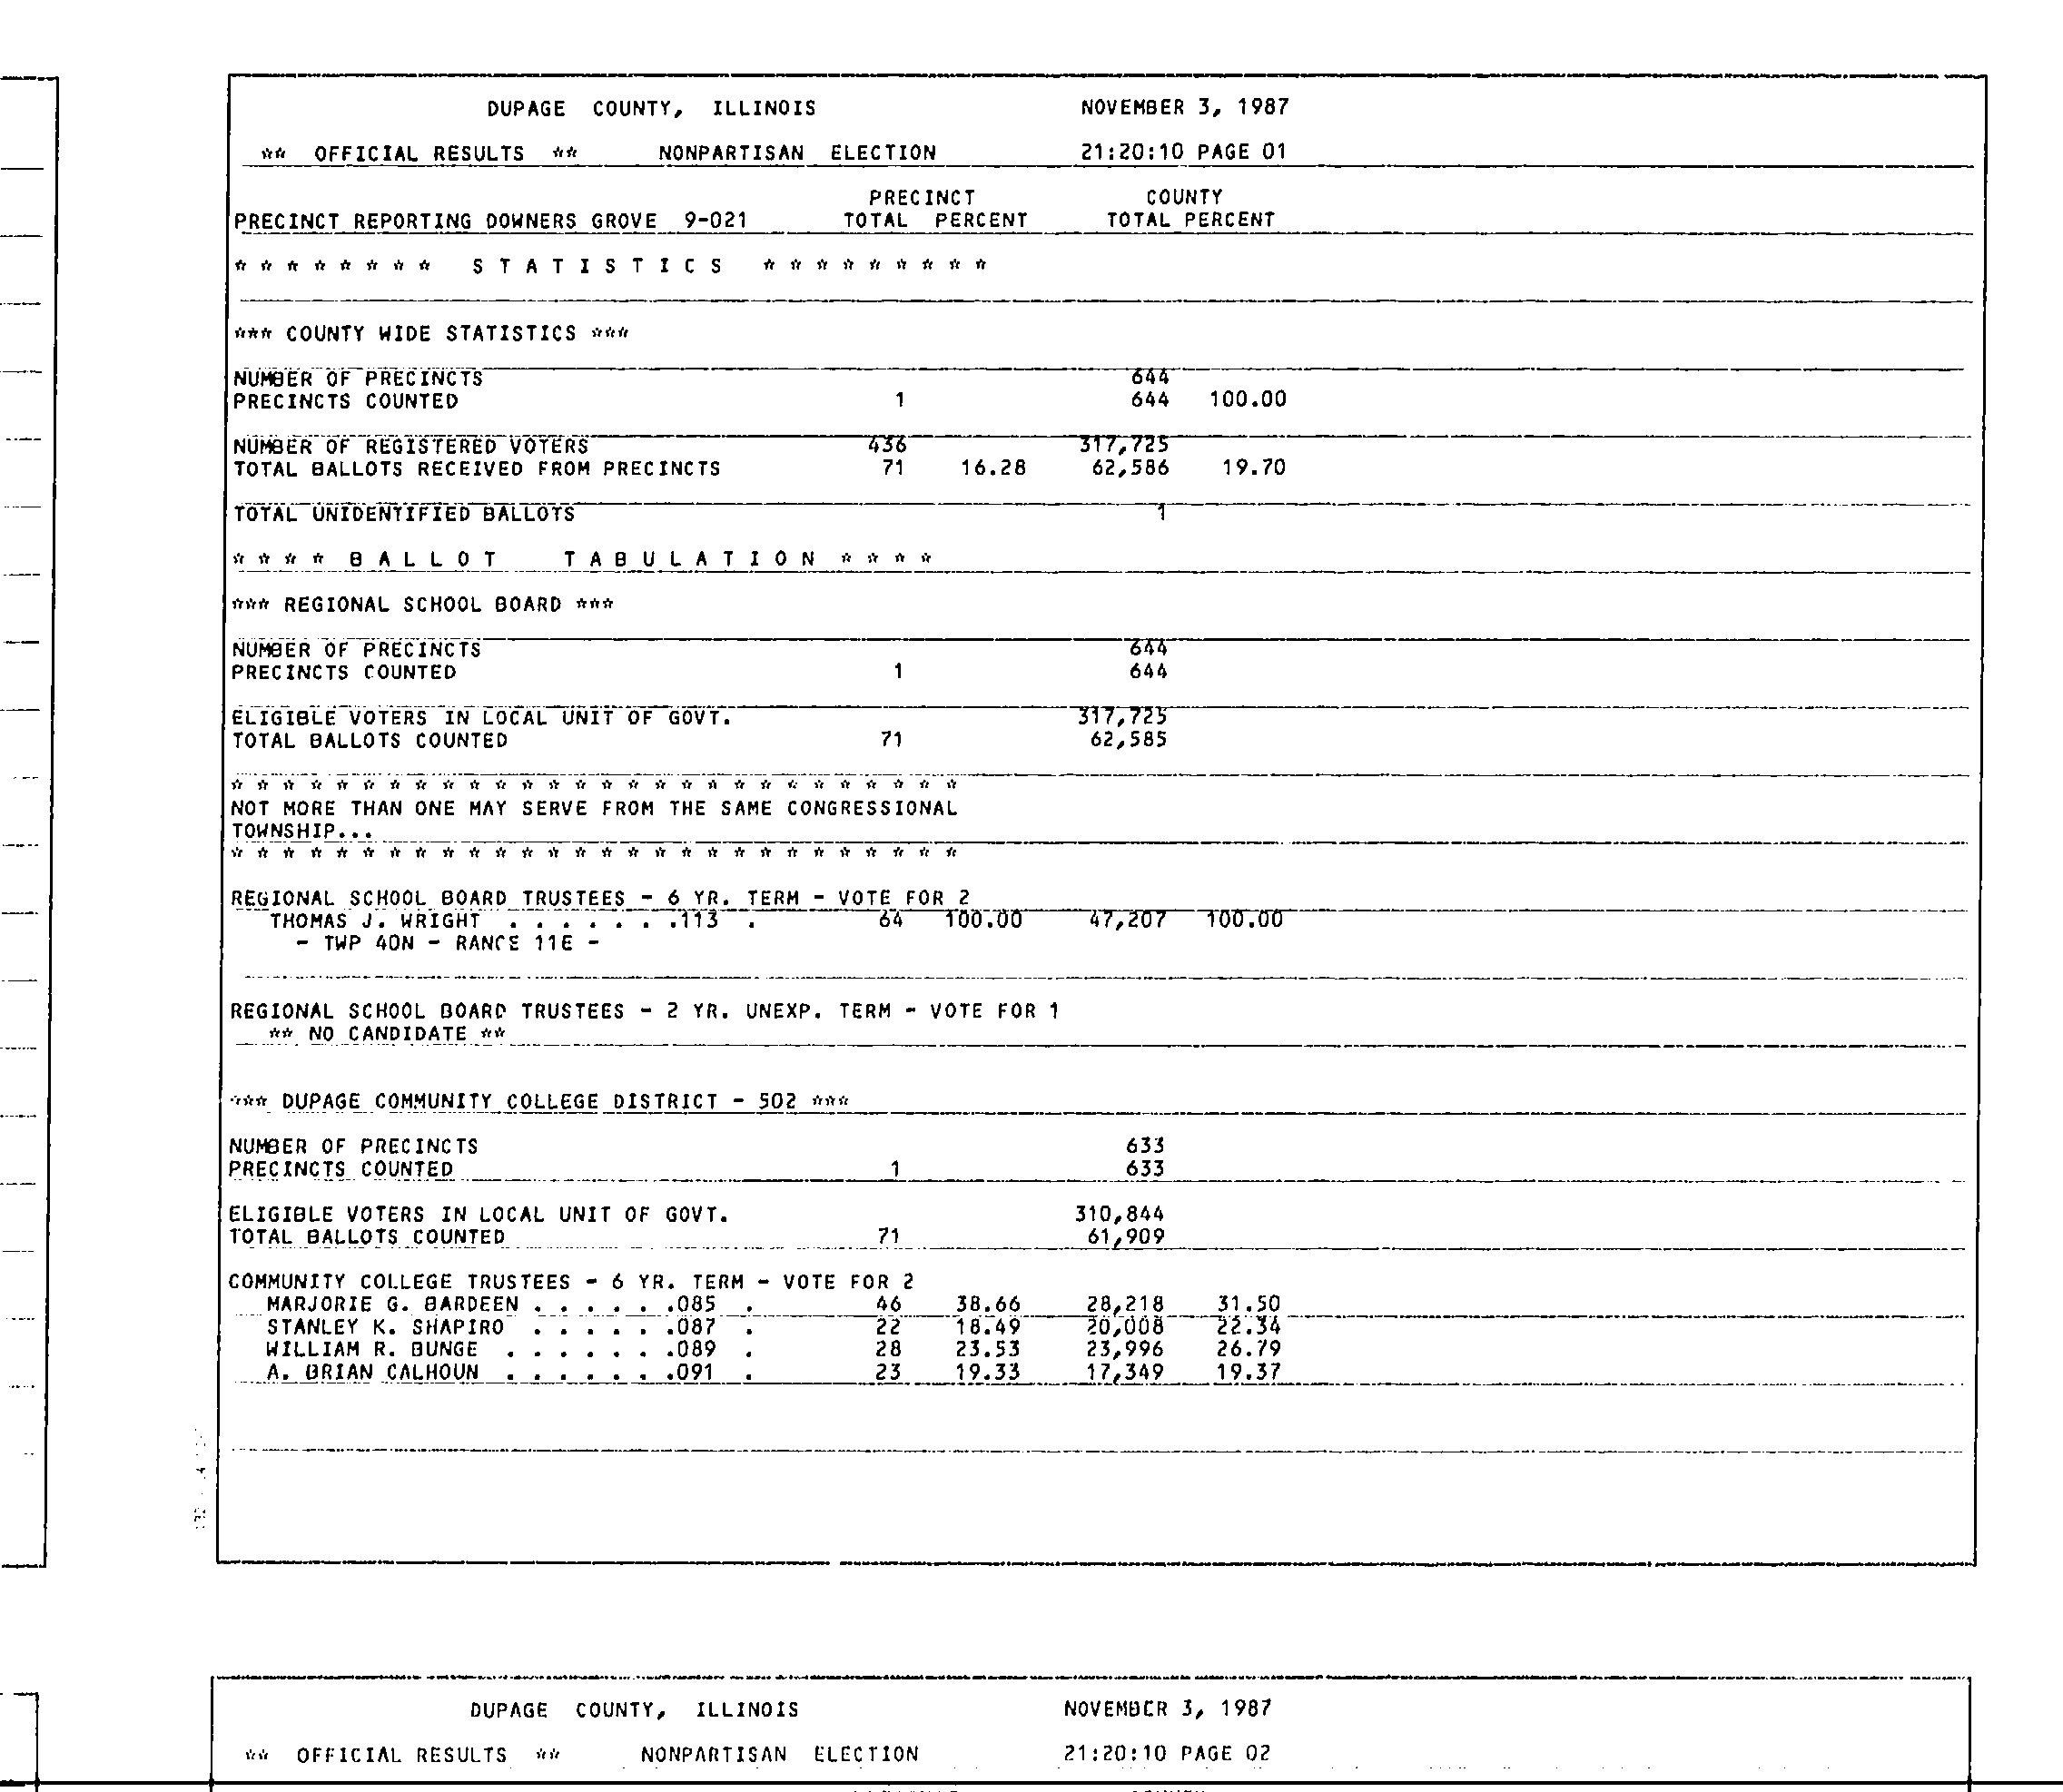 DUPAGE COUNTY, ILLINOIS NOVEMBER 3, 1987
** OFFICIAL RESULTS ** NONPARTISAN ELECTION 21:20:10 PAGE 01
PRECINCT COUNTY
PRECINCT REPORTING DOWNERS GROVE 9-021 TOTAL PERCENT TOTAL PERCENT
* * * * * * * * S T A T I S T I C S * * * * * * * * *
*** COUNTY WIDE STATISTICS ***
NUMBER OF PRECINCTS 644
PRECINCTS COUNTED 1 644 100.00
NUMBER OF REGISTERED VOTERS 436 317,725
TOTAL BALLOTS RECEIVED FROM PRECINCTS 71 16.28 62,586 19.70
TOTAL UNIDENTIFIED BALLOTS 1
* * * * B A L L O T T A B U L A T I O N * * * *
*** REGIONAL SCHOOL BOARD ***
NUMBER OF PRECINCTS 644
PRECINCTS COUNTED 1 644
ELIGIBLE VOTERS IN LOCAL UNIT OF GOVT. 317,725
TOTAL BALLOTS COUNTED 71 62,585
* * * * * * * * * * * * * * * * * * * * * * * * * * * *
NOT MORE THAN ONE MAY SERVE FROM THE SAME CONGRESSIONAL
TOWNSHIP...
* * * * * * * * * * * * * * * * * * * * * * * * * * * *
REGIONAL SCHOOL BOARD TRUSTEES - 6 YR. TERM - VOTE FOR 2
THOMAS J. WRIGHT . . . . . . .113 . 64 100.00 47,207 100.00
- TWP 40N - RANGE 11E -
REGIONAL SCHOOL BOARD TRUSTEES - 2 YR. UNEXP. TERM - VOTE FOR 1
** NO CANDIDATE **
*** DUPAGE COMMUNITY COLLEGE DISTRICT - 502 ***
NUMBER OF PRECINCTS 633
PRECINCTS COUNTED 1 633
ELIGIBLE VOTERS IN LOCAL UNIT OF GOVT. 310,844
TOTAL BALLOTS COUNTED 71 61,909
COMMUNITY COLLEGE TRUSTEES - 6 YR. TERM - VOTE FOR 2
MARJORIE G. BARDEEN . . . . . .085 . 46 38.66 28,218 31.50
STANLEY K. SHAPIRO . . . . . .087 . 22 18.49 20,008 22.34
WILLIAM R. BUNGE . . . . . . .089 . 28 23.53 23,996 26.79
A. BRIAN CALHOUN . . . . . . .091 . 23 19.33 17,349 19.37
DUPAGE COUNTY, ILLINOIS NOVEMBER 3, 1987
** OFFICIAL RESULTS ** NONPARTISAN ELECTION 21:20:10 PAGE 02